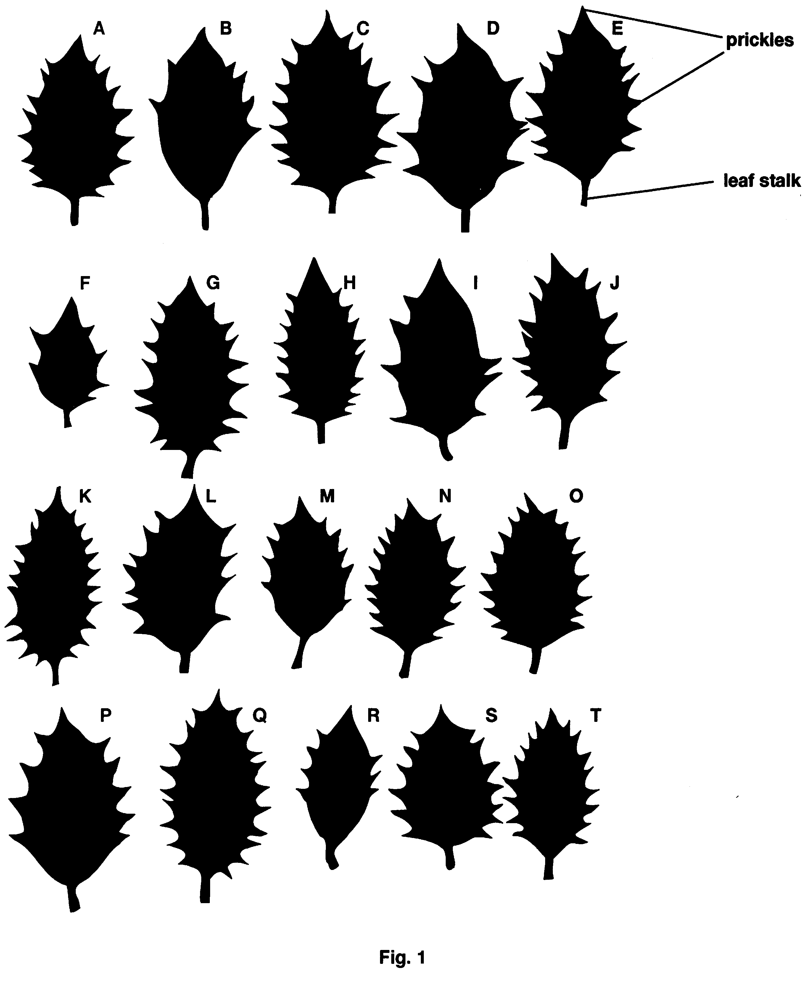 A B C D E
prickles
leaf stalk
F G H I J
K L M N O
P Q R S T
Fig. 1